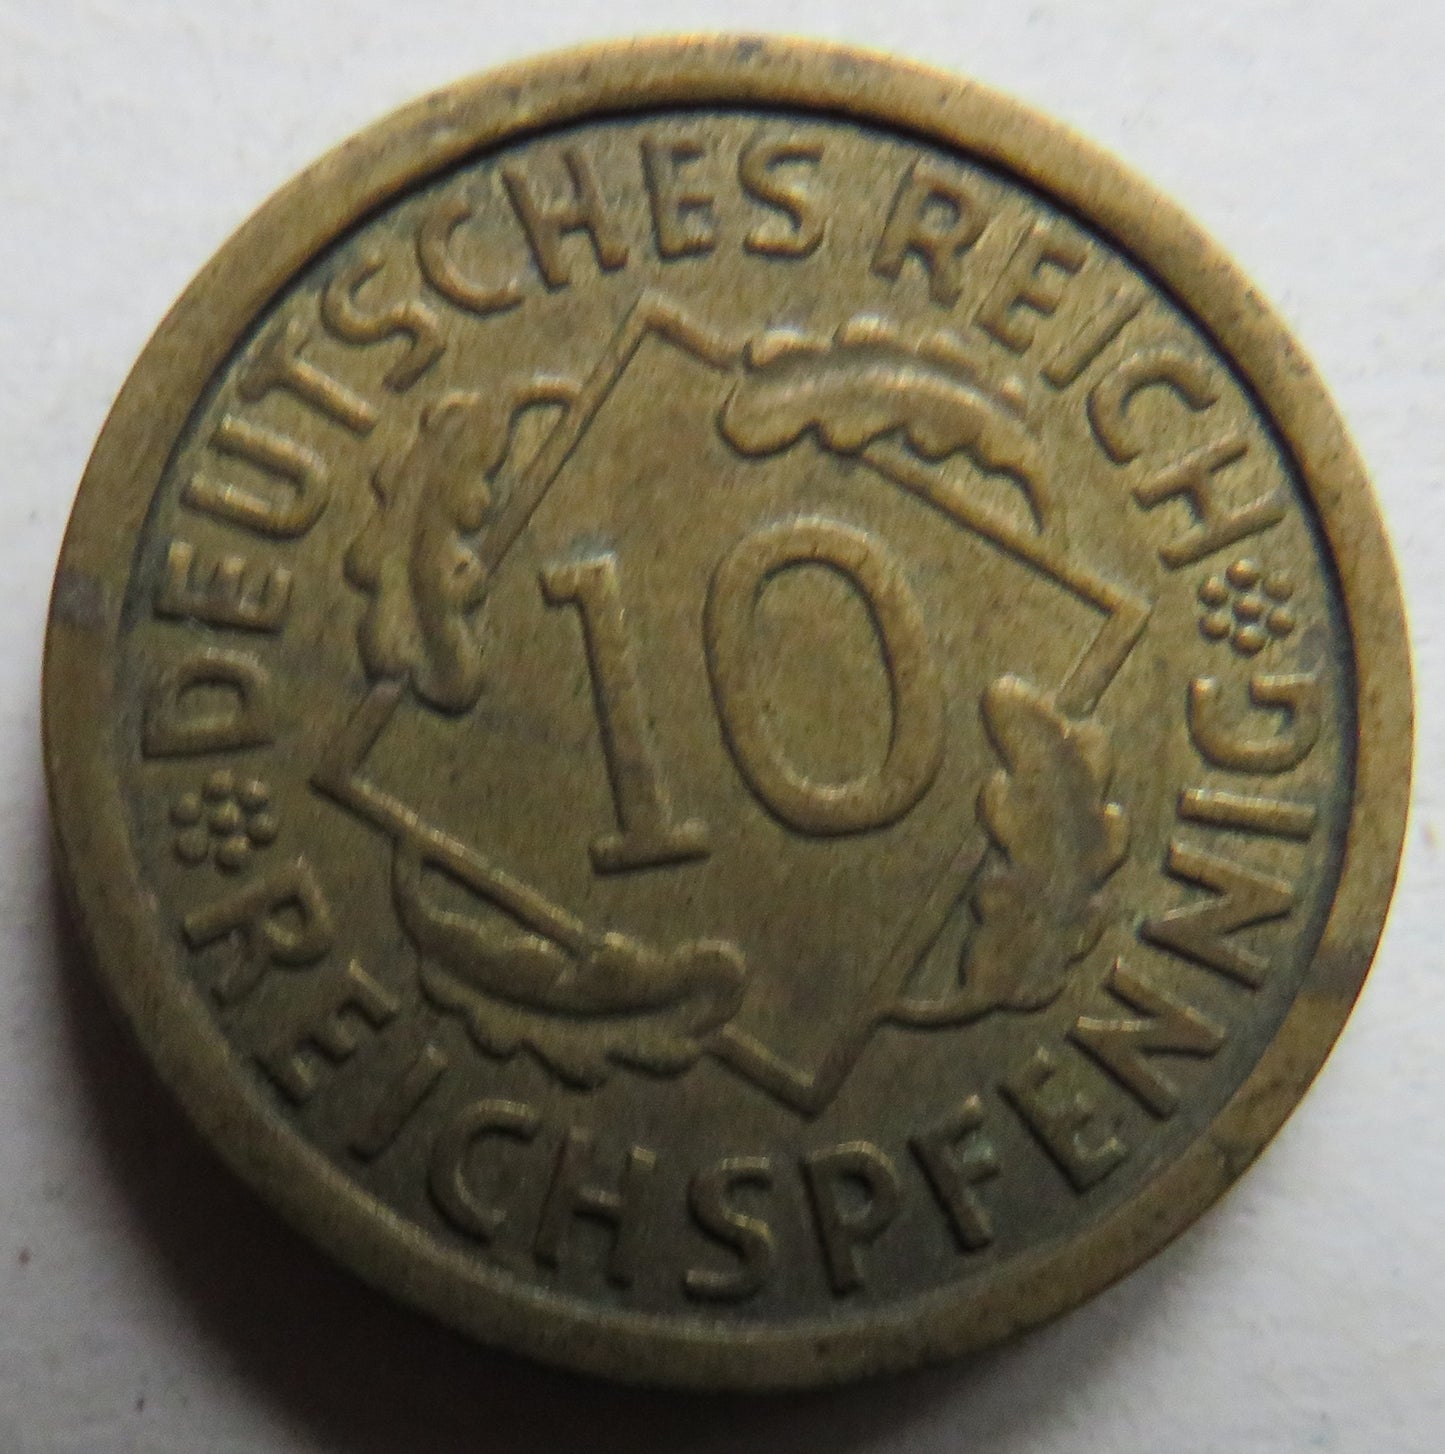 DEUTSCHES REICH
10
REICHSPFENNIG